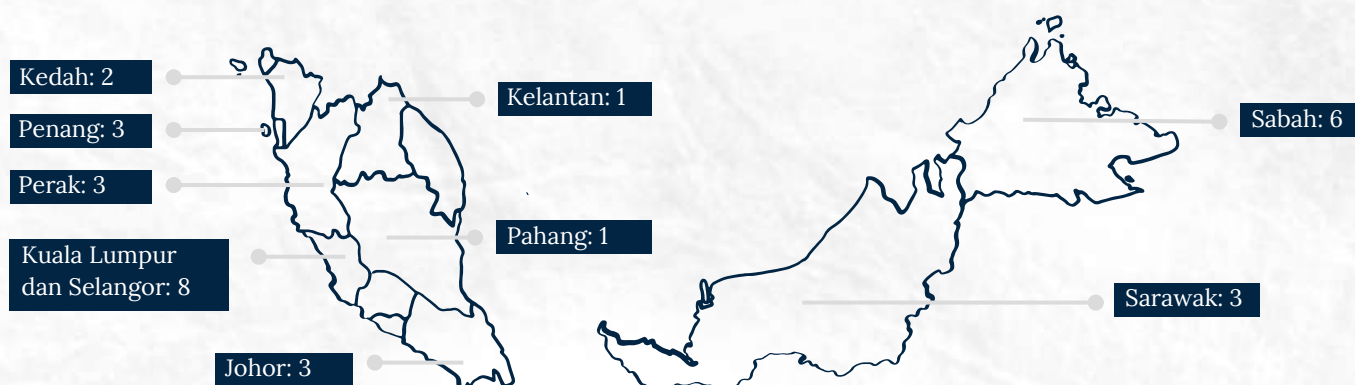 Kedah: 2
Penang: 3
Perak: 3
Kuala Lumpur
dan Selangor: 8
Johor: 3
Kelantan: 1
Pahang: 1
Sabah: 6
Sarawak: 3